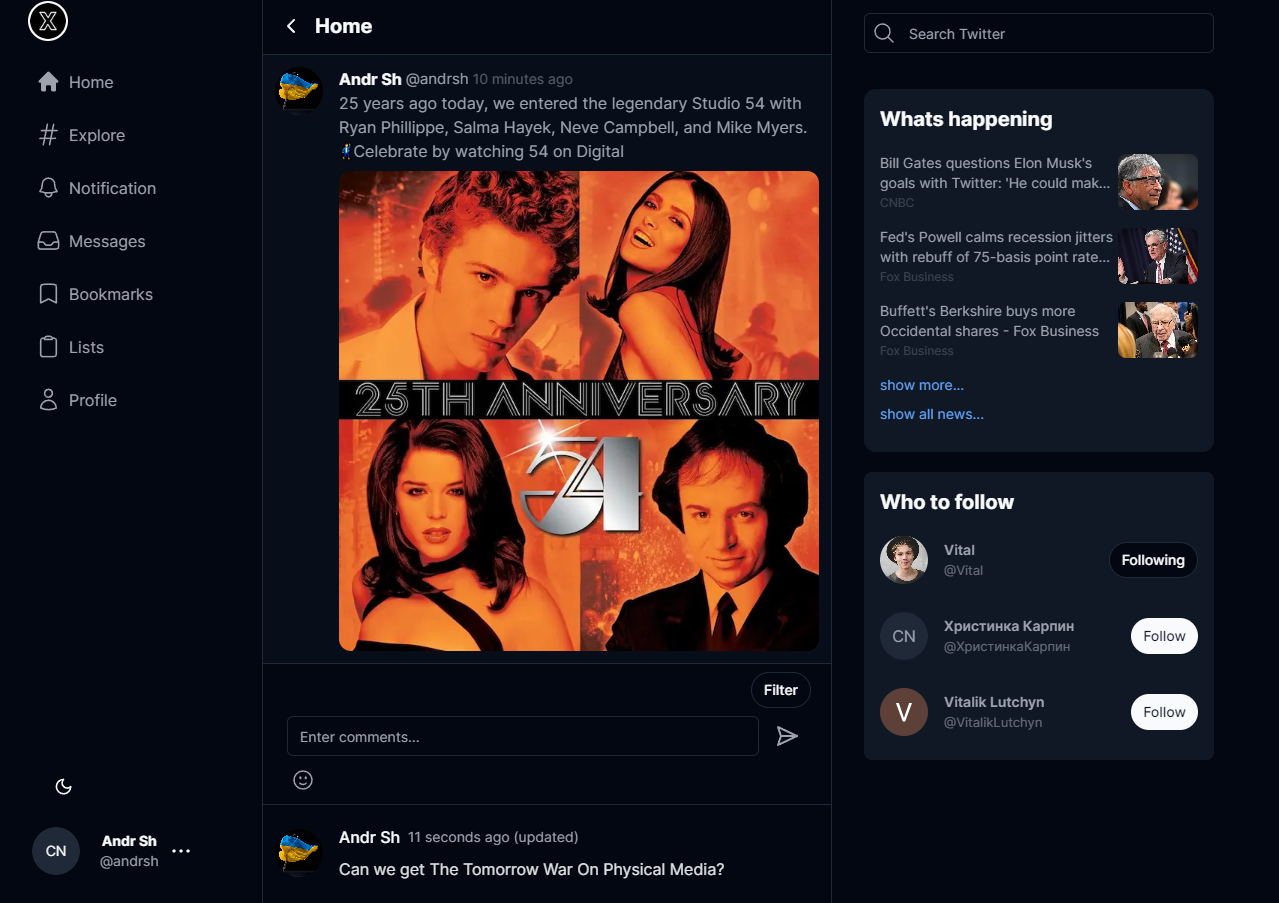 X
Home
Explore
Notification
Messages
Bookmarks
Lists
Profile
CN
Andr Sh
@andrsh
Home
Andr Sh @andrsh 10 minutes ago
25 years ago today, we entered the legendary Studio 54 with
Ryan Phillippe, Salma Hayek, Neve Campbell, and Mike Myers.
🕺Celebrate by watching 54 on Digital
25TH ANNIVERSARY
54
Filter
Enter comments...
Andr Sh 11 seconds ago (updated)
Can we get The Tomorrow War On Physical Media?
Search Twitter
Whats happening
Bill Gates questions Elon Musk's
goals with Twitter: 'He could mak...
CNBC
Fed's Powell calms recession jitters
with rebuff of 75-basis point rate...
Fox Business
Buffett's Berkshire buys more
Occidental shares - Fox Business
Fox Business
show more...
show all news...
Who to follow
Vital
@Vital
Following
CN
Христинка Карпин
@ХристинкаКарпин
Follow
V
Vitalik Lutchyn
@VitalikLutchyn
Follow